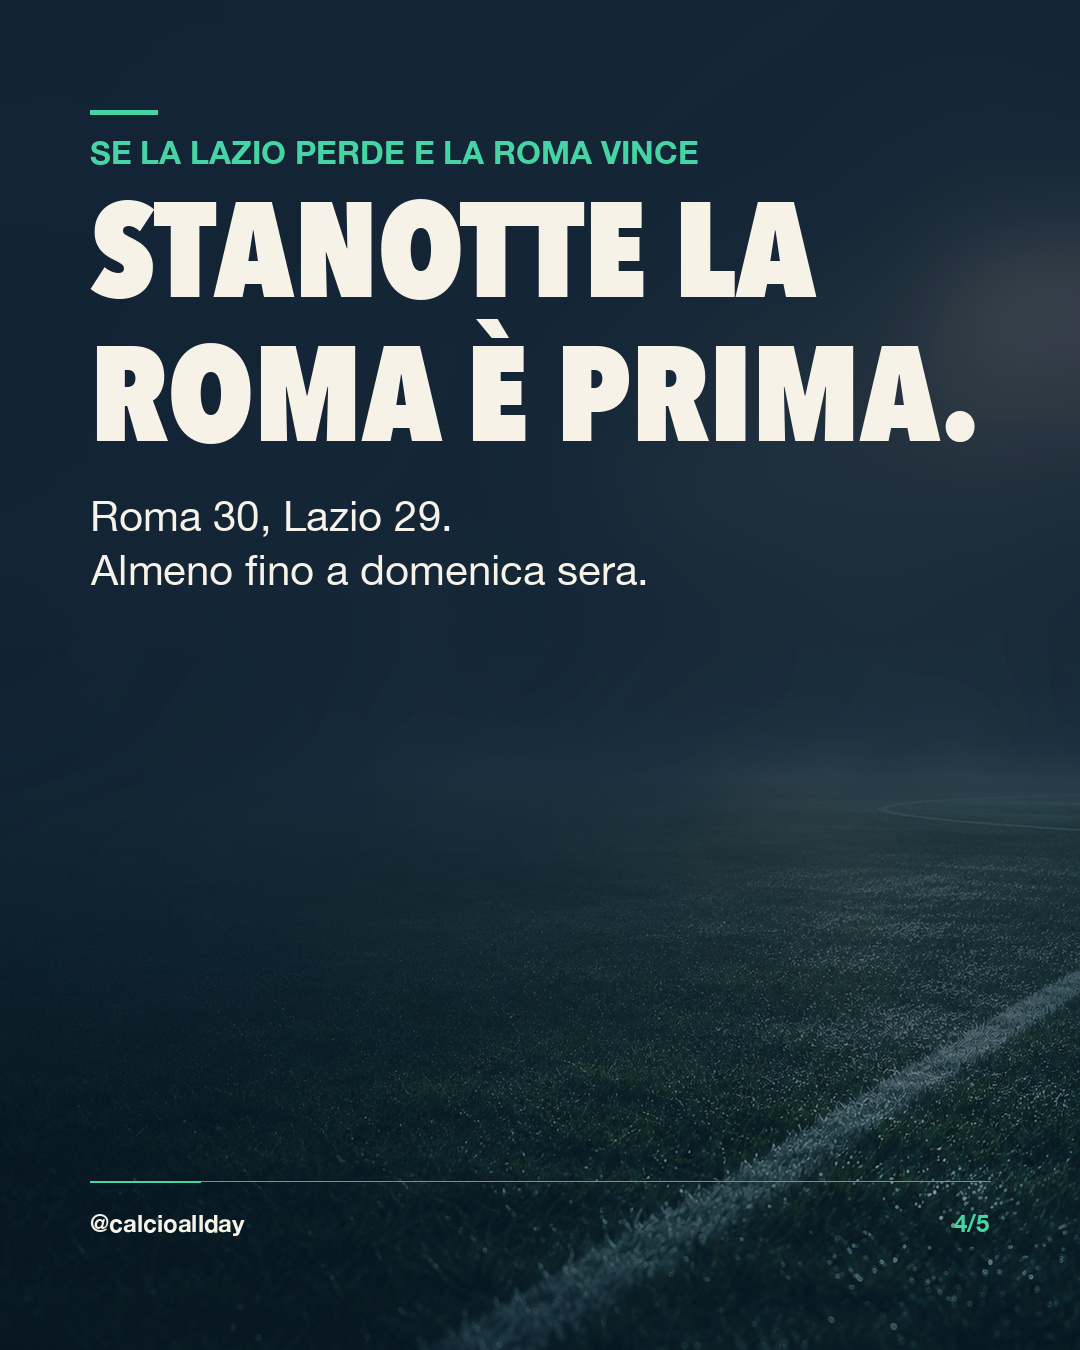 SE LA LAZIO PERDE E LA ROMA VINCE
STANOTTE LA
ROMA È PRIMA.
Roma 30, Lazio 29.
Almeno fino a domenica sera.
@calcioallday
4/5